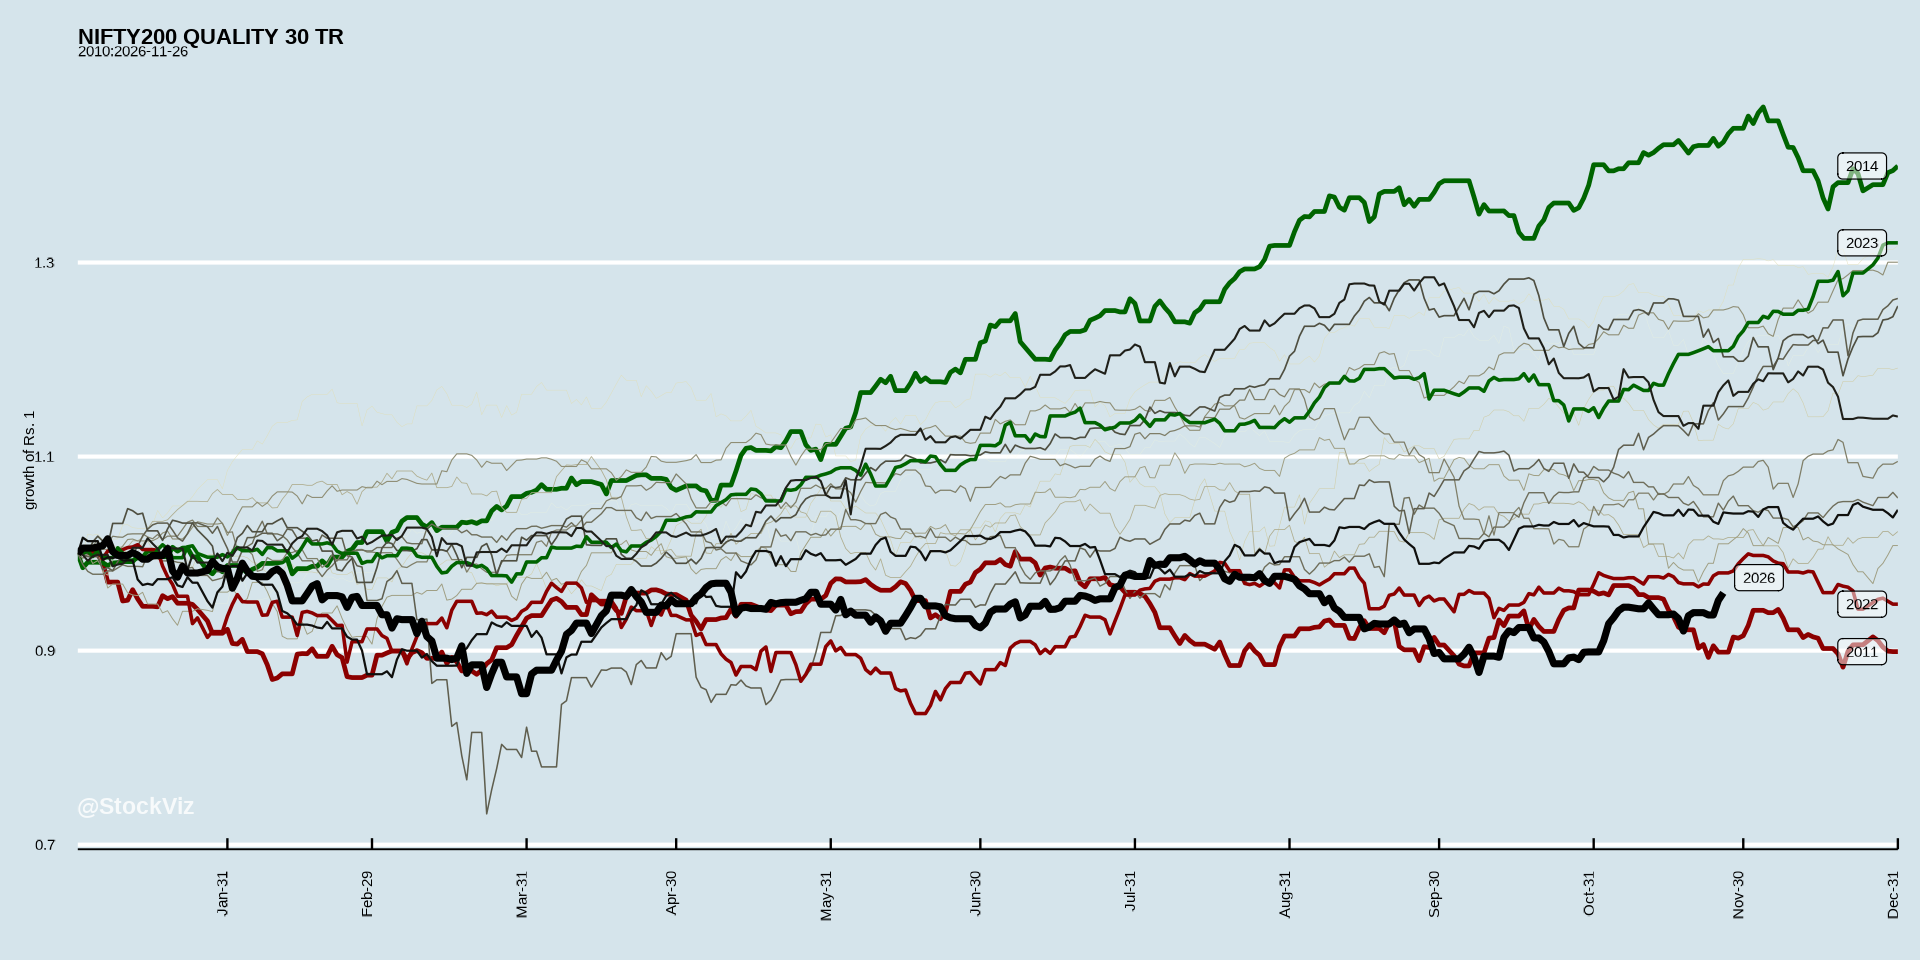 NIFTY200 QUALITY 30 TR
2010:2026-11-26
growth of Rs. 1
1.3
1.1
0.9
0.7
2014
2023
2026
2022
2011
@StockViz
Jan-31
Feb-29
Mar-31
Apr-30
May-31
Jun-30
Jul-31
Aug-31
Sep-30
Oct-31
Nov-30
Dec-31